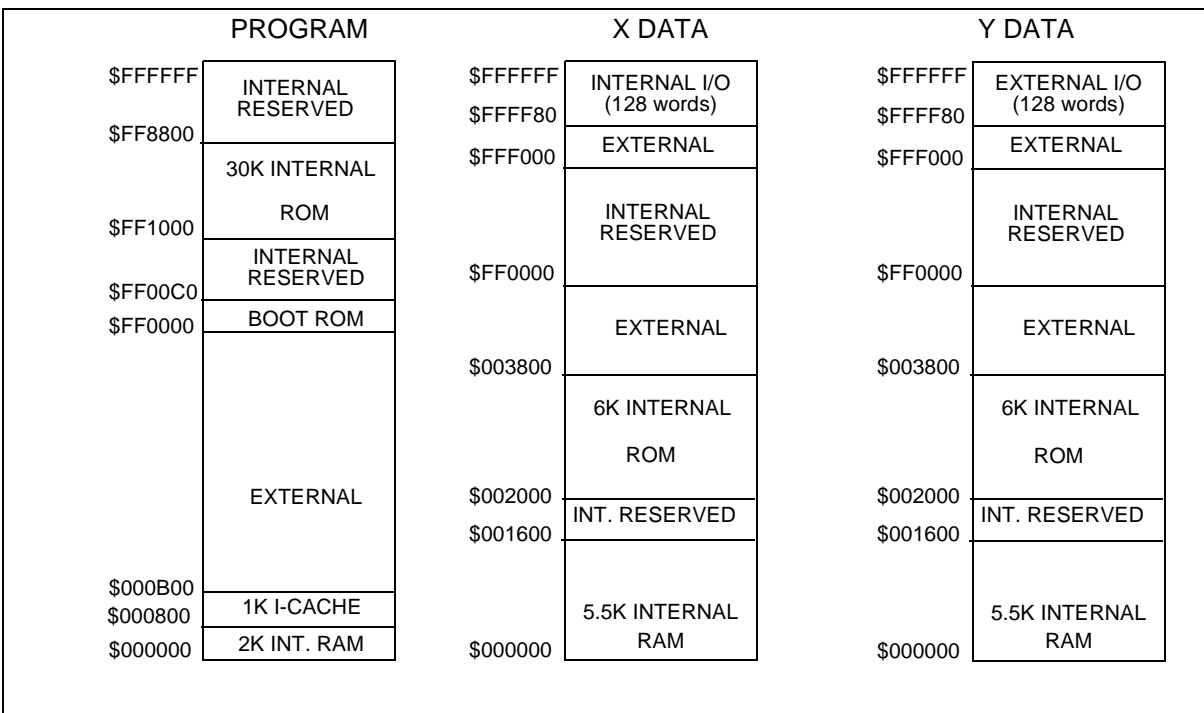 PROGRAM
$FFFFFF
INTERNAL
RESERVED
$FF8800
30K INTERNAL
ROM
$FF1000
INTERNAL
RESERVED
$FF00C0
BOOT ROM
$FF0000
EXTERNAL
$000B00
1K I-CACHE
$000800
2K INT. RAM
$000000
X DATA
$FFFFFF
INTERNAL I/O
(128 words)
$FFFF80
EXTERNAL
$FFF000
INTERNAL
RESERVED
$FF0000
EXTERNAL
$003800
6K INTERNAL
ROM
$002000
INT. RESERVED
$001600
5.5K INTERNAL
RAM
$000000
Y DATA
$FFFFFF
EXTERNAL I/O
(128 words)
$FFFF80
EXTERNAL
$FFF000
INTERNAL
RESERVED
$FF0000
EXTERNAL
$003800
6K INTERNAL
ROM
$002000
INT. RESERVED
$001600
5.5K INTERNAL
RAM
$000000